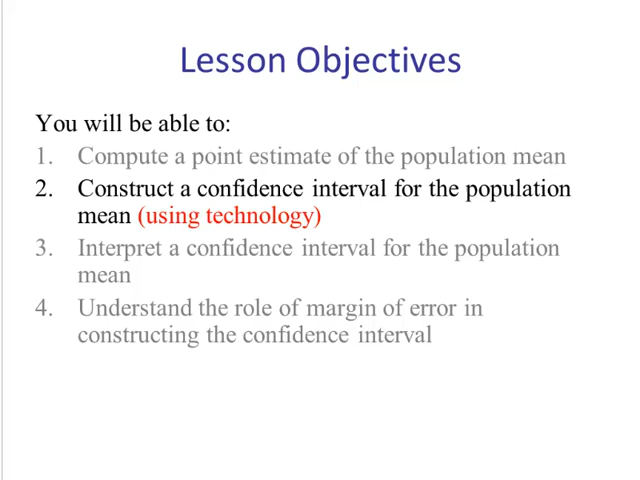 Lesson Objectives
You will be able to:
1. Compute a point estimate of the population mean
2. Construct a confidence interval for the population
mean (using technology)
3. Interpret a confidence interval for the population
mean
4. Understand the role of margin of error in
constructing the confidence interval